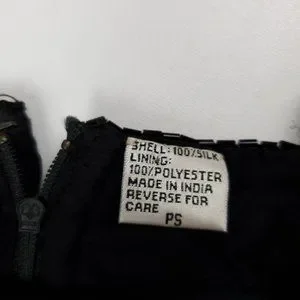 SHELL: 100%SILK
LINING:
100%POLYESTER
MADE IN INDIA
REVERSE FOR
CARE
PS